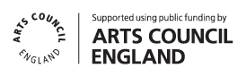 ARTS COUNCIL
ENGLAND
Supported using public funding by
ARTS COUNCIL
ENGLAND